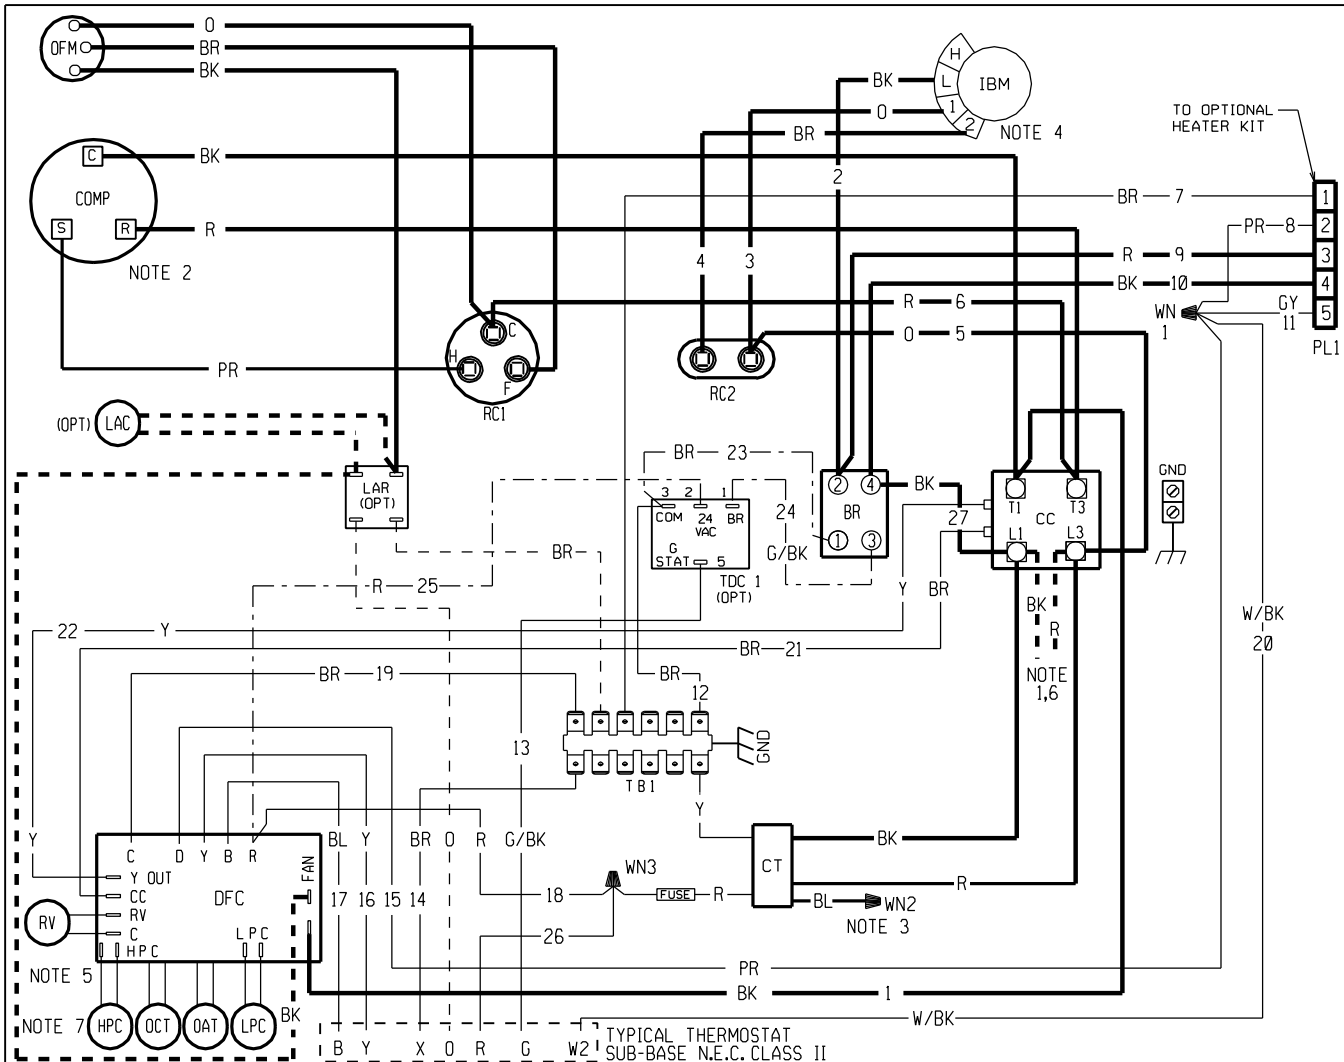 O
OFM
BR
BK
BK
H
L
IBM
1
2
O
BR
NOTE 4
TO OPTIONAL
HEATER KIT
C
BK
COMP
2
BR 7
1
S
R
R
PR 8
2
NOTE 2
4
3
R 9
3
BK 10
4
R 6
WN
1
GY
11
5
C
O 5
PL1
H
PR
F
RC1
RC2
(OPT)
LAC
BR 23
GND
LAR
(OPT)
3 2 1
COM
24
VAC
BR
24
2
4
BK
BR
T1
T3
27
CC
L1
L3
G
STAT
5
G/BK
1
3
BR
TDC 1
(OPT)
R 25
Y
BR
BK
R
W/BK
20
22 Y
BR 21
BR 19
BR
12
NOTE
1,6
13
GND
TB1
Y
Y
BL
Y
BR
O
R
G/BK
BK
C
D
Y
B
R
FAN
WN3
CT
Y OUT
DFC
CC
17
16
15
14
18
FUSE
R
R
RV
RV
BL
WN2
C
LPC
26
NOTE 3
HPC
NOTE 5
PR
BK 1
NOTE 7
HPC
OCT
OAT
LPC
BK
W/BK
B
Y
X
O
R
G
W2
TYPICAL THERMOSTAT
SUB-BASE N.E.C. CLASS II